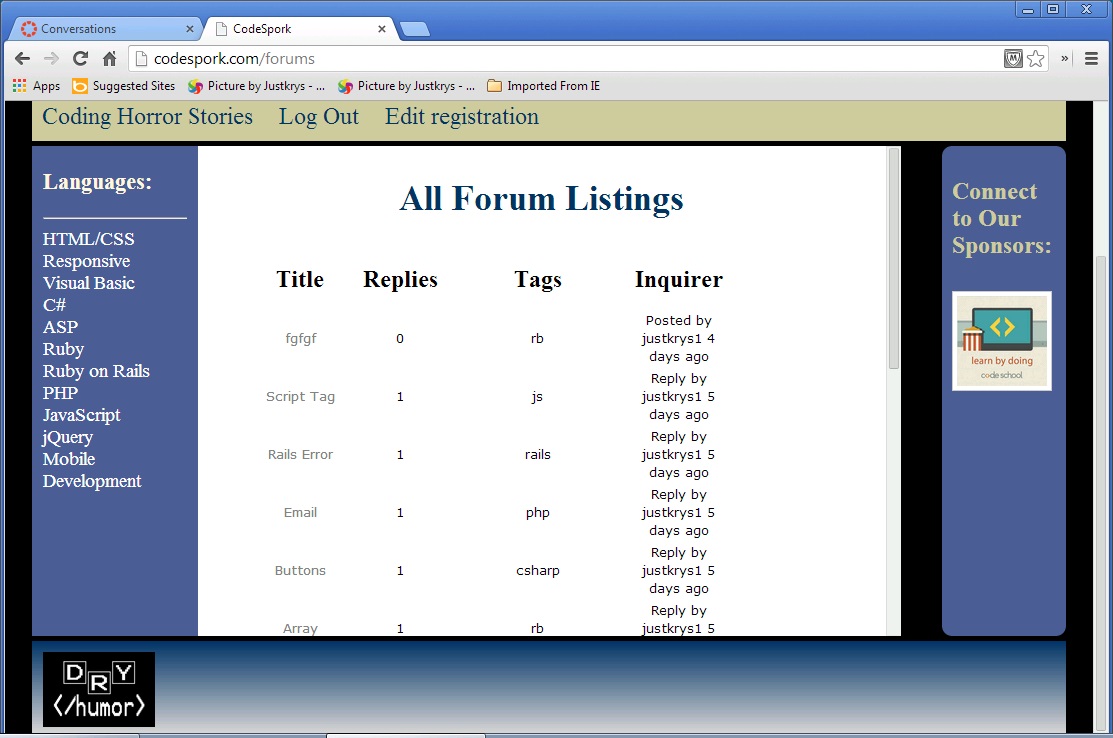 Conversations
CodeSpork
codespork.com/forums
Apps Suggested Sites Picture by Justkrys - ... Picture by Justkrys - ... Imported From IE
Coding Horror Stories Log Out Edit registration
Languages:
HTML/CSS
Responsive
Visual Basic
C#
ASP
Ruby
Ruby on Rails
PHP
JavaScript
jQuery
Mobile
Development
All Forum Listings
Title Replies Tags Inquirer
Posted by
fgfgf 0 rb justkrys1 4
days ago
Reply by
Script Tag 1 js justkrys1 5
days ago
Reply by
Rails Error 1 rails justkrys1 5
days ago
Reply by
Email 1 php justkrys1 5
days ago
Reply by
Buttons 1 csharp justkrys1 5
days ago
Reply by
Array 1 rb justkrys1 5
Connect
to Our
Sponsors:
<>
learn by doing
code school
DRY
</humor>